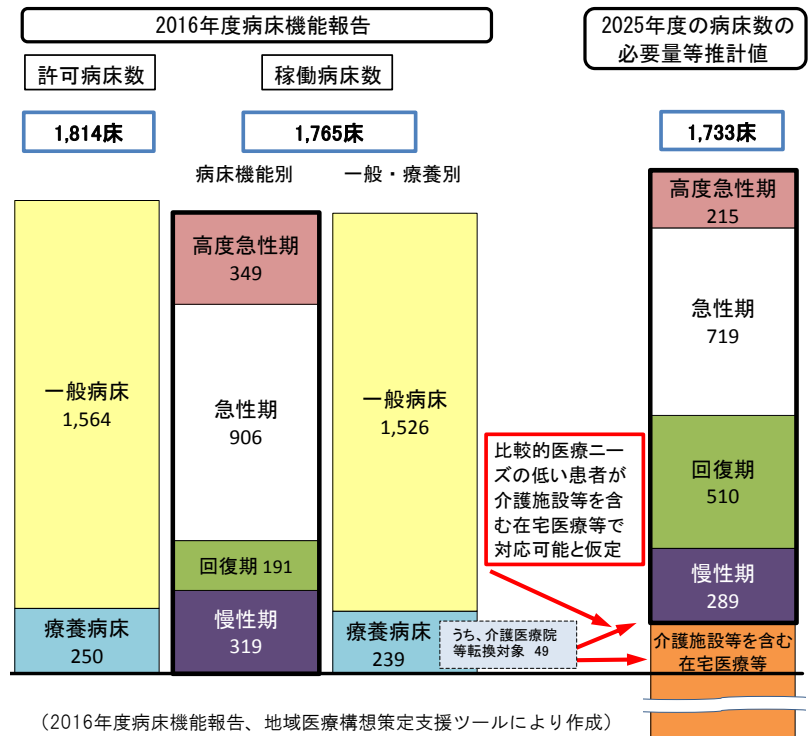 2016年度病床機能報告
2025年度の病床数の
必要量等推計値
許可病床数
稼働病床数
1,814床
1,765床
1,733床
病床機能別
一般・療養別
一般病床
1,564
療養病床
250
高度急性期
349
急性期
906
回復期 191
慢性期
319
一般病床
1,526
療養病床
239
うち、介護医療院
等転換対象 49
比較的医療ニー
ズの低い患者が
介護施設等を含
む在宅医療等で
対応可能と仮定
高度急性期
215
急性期
719
回復期
510
慢性期
289
介護施設等を含む
在宅医療等
（2016年度病床機能報告、地域医療構想策定支援ツールにより作成）